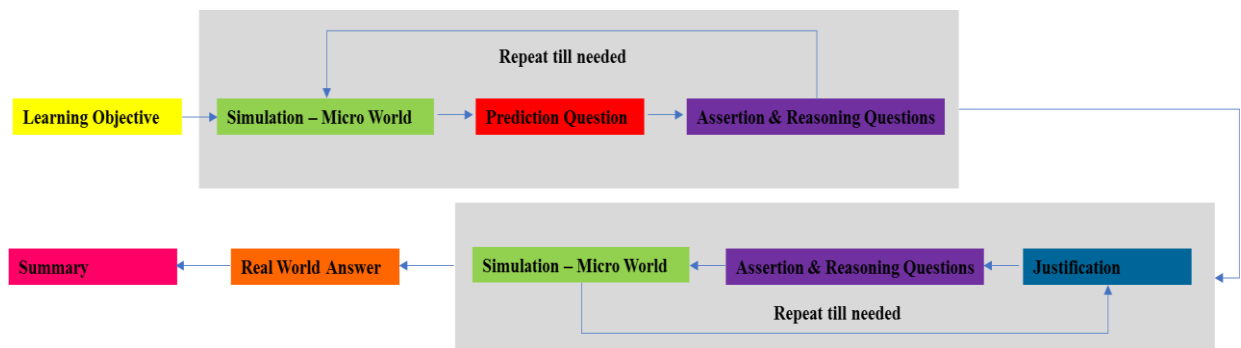 Repeat till needed
Learning Objective
Simulation – Micro World
Prediction Question
Assertion & Reasoning Questions
Summary
Real World Answer
Simulation – Micro World
Assertion & Reasoning Questions
Justification
Repeat till needed